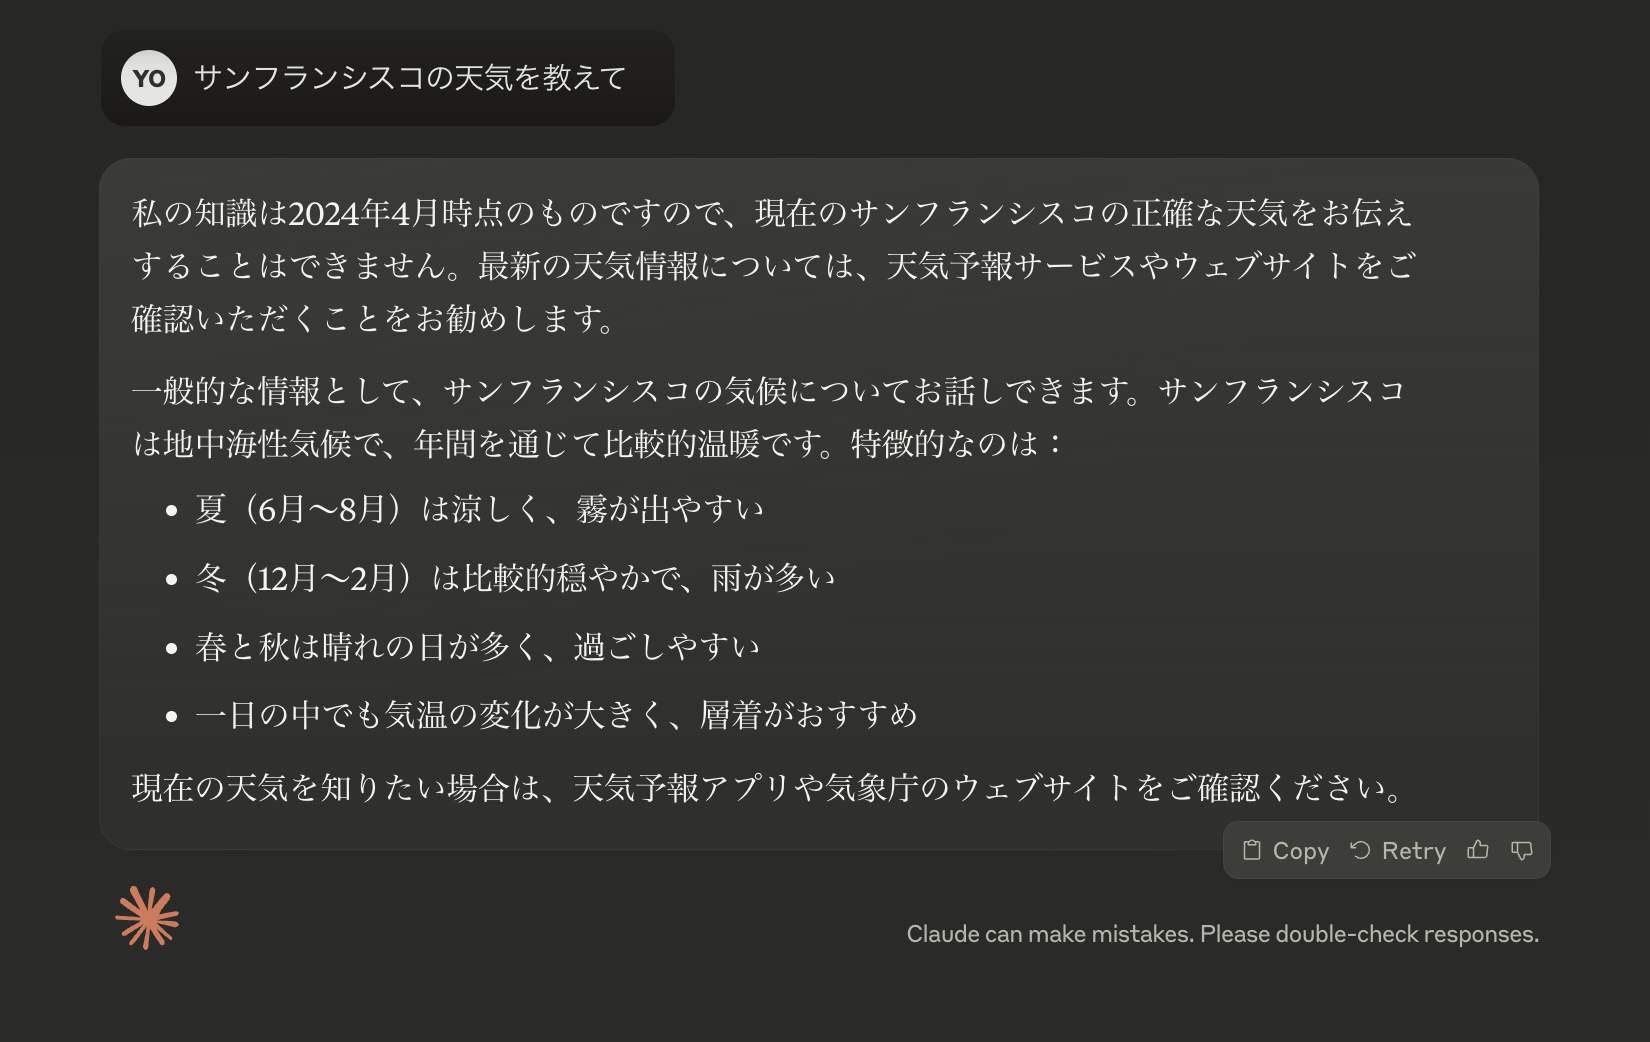 YO サンフランシスコの天気を教えて
私の知識は2024年4月時点のものですので、現在のサンフランシスコの正確な天気をお伝え
することはできません。最新の天気情報については、天気予報サービスやウェブサイトをご
確認いただくことをお勧めします。
一般的な情報として、サンフランシスコの気候についてお話しできます。サンフランシスコ
は地中海性気候で、年間を通じて比較的温暖です。特徴的なのは：
• 夏（6月〜8月）は涼しく、霧が出やすい
• 冬（12月〜2月）は比較的穏やかで、雨が多い
• 春と秋は晴れの日が多く、過ごしやすい
• 一日の中でも気温の変化が大きく、層着がおすすめ
現在の天気を知りたい場合は、天気予報アプリや気象庁のウェブサイトをご確認ください。
Copy Retry
Claude can make mistakes. Please double-check responses.